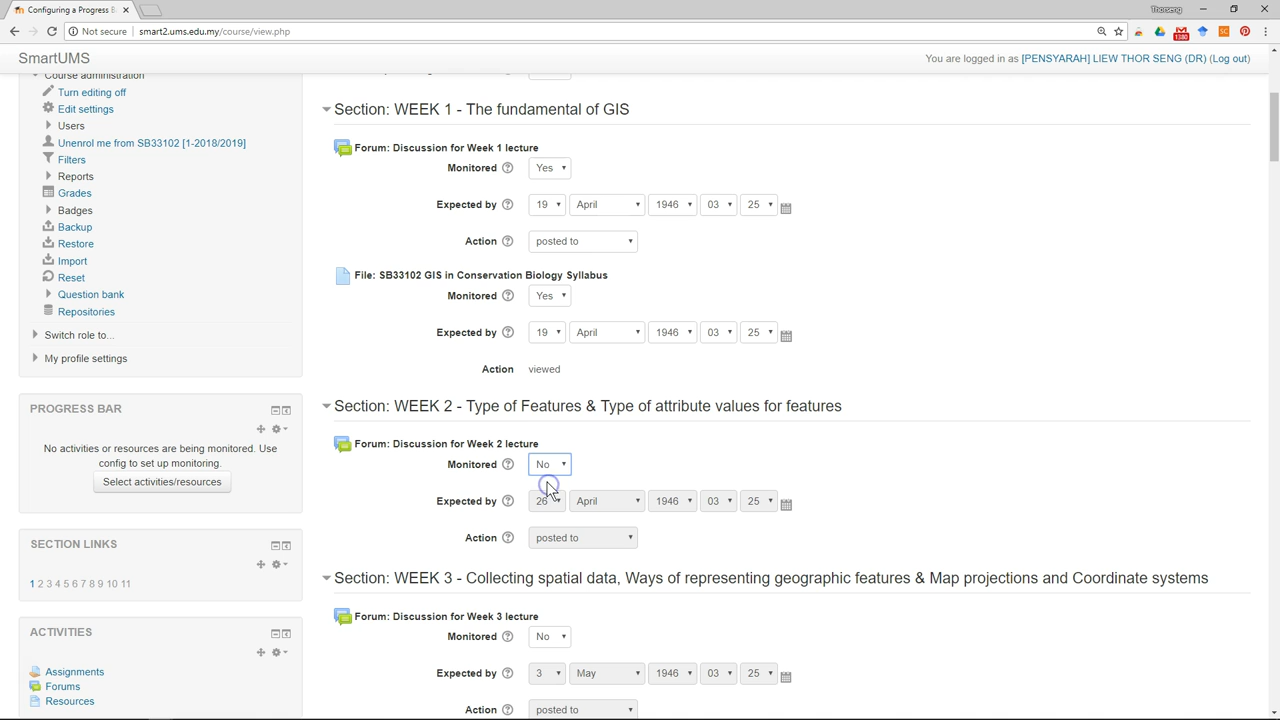 Configuring a Progress B
Thorseng
Not secure smart2.ums.edu.my/course/view.php
1380
SC
SmartUMS
You are logged in as [PENSYARAH] LIEW THOR SENG (DR) (Log out)
Course administration
Turn editing off
Edit settings
Users
Unenrol me from SB33102 [1-2018/2019]
Filters
Reports
Grades
Badges
Backup
Restore
Import
Reset
Question bank
Repositories
Switch role to...
My profile settings
PROGRESS BAR
No activities or resources are being monitored. Use
config to set up monitoring.
Select activities/resources
SECTION LINKS
1 2 3 4 5 6 7 8 9 10 11
ACTIVITIES
Assignments
Forums
Resources
Section: WEEK 1 - The fundamental of GIS
Forum: Discussion for Week 1 lecture
Monitored Yes
Expected by 19 April 1946 03 25
Action posted to
File: SB33102 GIS in Conservation Biology Syllabus
Monitored Yes
Expected by 19 April 1946 03 25
Action viewed
Section: WEEK 2 - Type of Features & Type of attribute values for features
Forum: Discussion for Week 2 lecture
Monitored No
Expected by 26 April 1946 03 25
Action posted to
Section: WEEK 3 - Collecting spatial data, Ways of representing geographic features & Map projections and Coordinate systems
Forum: Discussion for Week 3 lecture
Monitored No
Expected by 3 May 1946 03 25
Action posted to